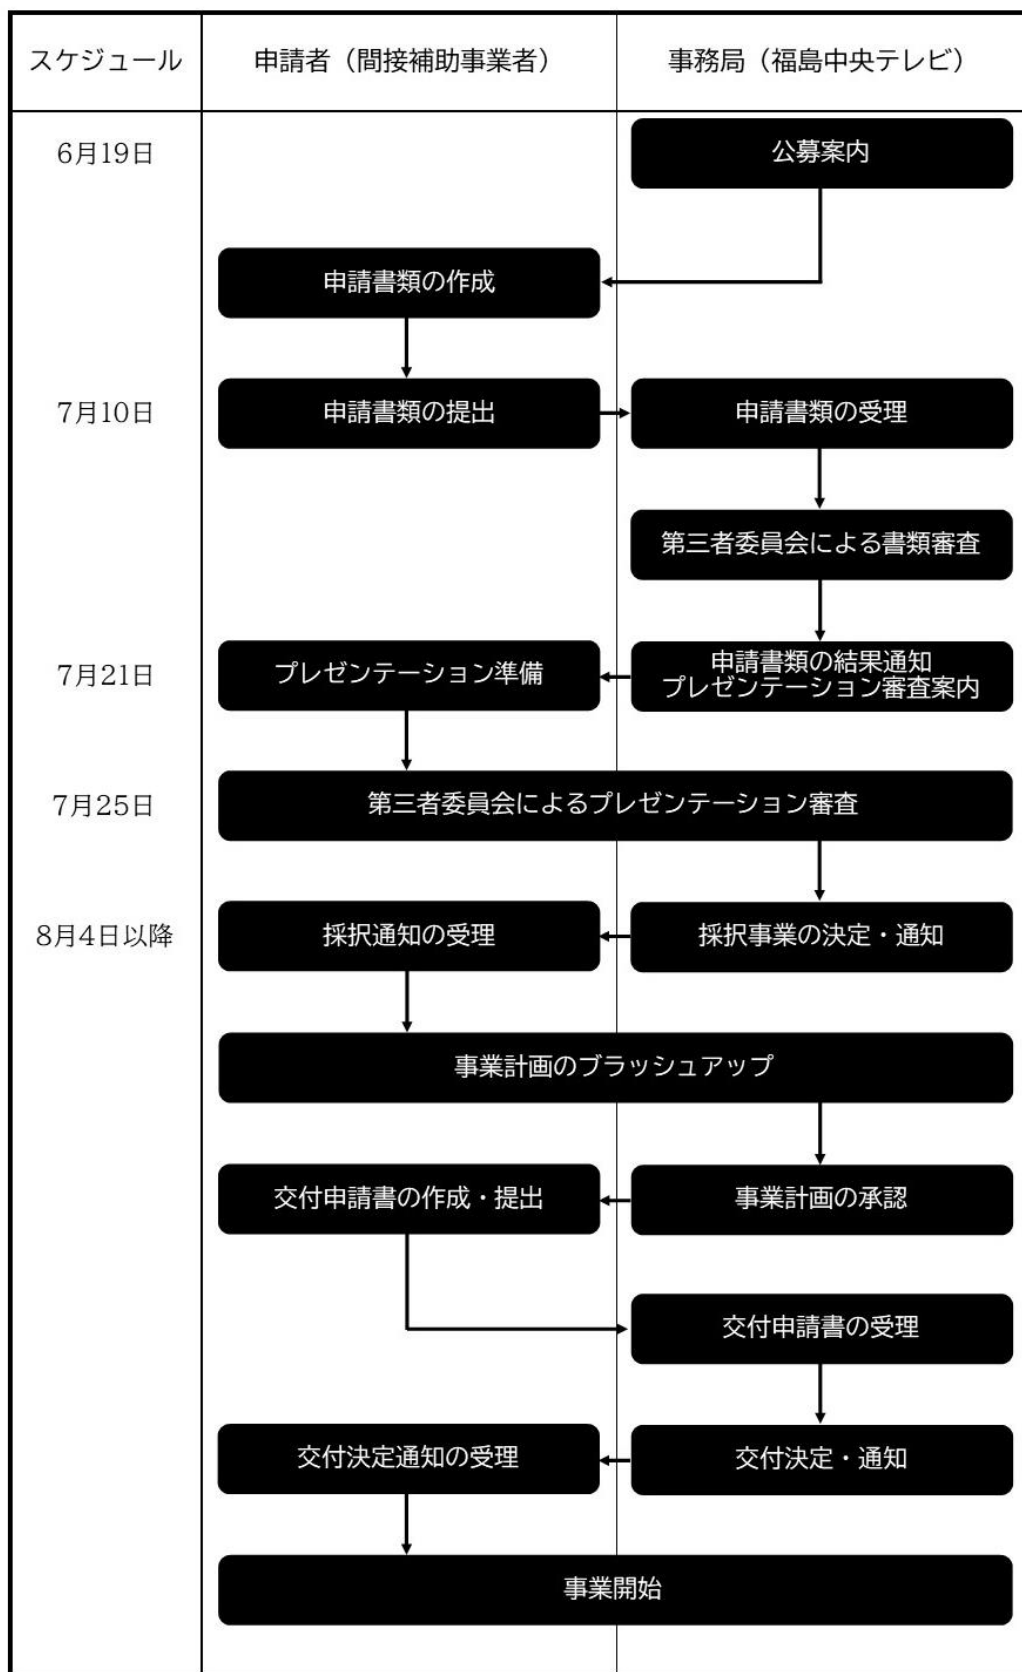 スケジュール
申請者（間接補助事業者）
事務局（福島中央テレビ）
6月19日
公募案内
申請書類の作成
7月10日
申請書類の提出
申請書類の受理
第三者委員会による書類審査
7月21日
プレゼンテーション準備
申請書類の結果通知
プレゼンテーション審査案内
7月25日
第三者委員会によるプレゼンテーション審査
8月4日以降
採択通知の受理
採択事業の決定・通知
事業計画のブラッシュアップ
交付申請書の作成・提出
事業計画の承認
交付申請書の受理
交付決定通知の受理
交付決定・通知
事業開始